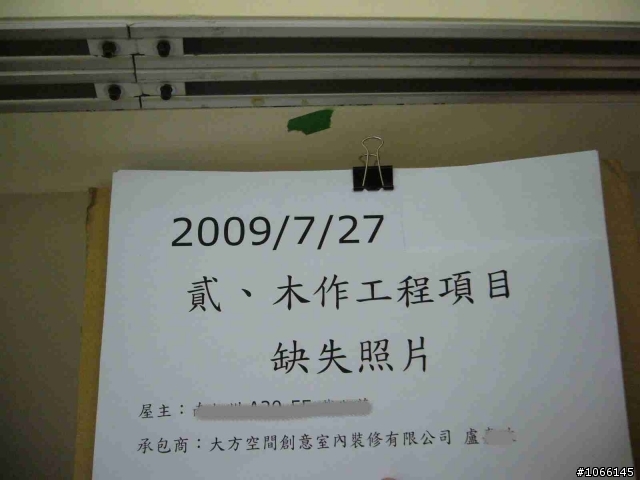 2009/7/27
貳、木作工程項目
缺失照片
屋主：
承包商：大方空間創意室內裝修有限公司 盧
#1066145